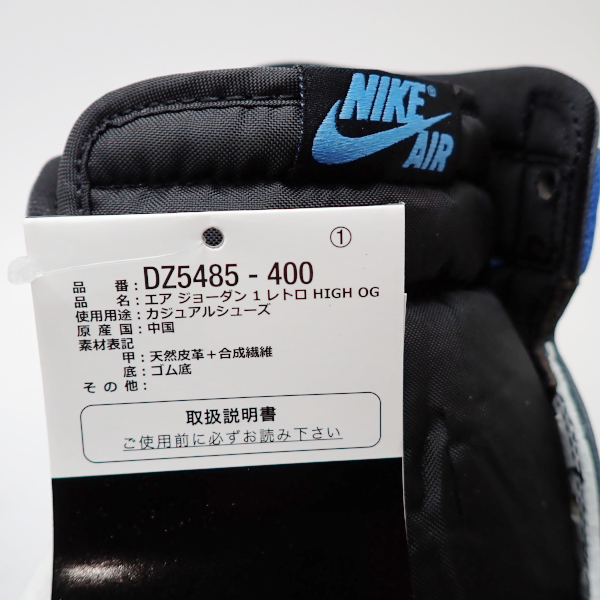 NIKE®
AIR
①
品番: DZ5485 - 400
品名: エア ジョーダン 1 レトロ HIGH OG
使用用途: カジュアルシューズ
原産国: 中国
素材表記
甲: 天然皮革＋合成繊維
底: ゴム底
その他:
取扱説明書
ご使用前に必ずお読み下さい